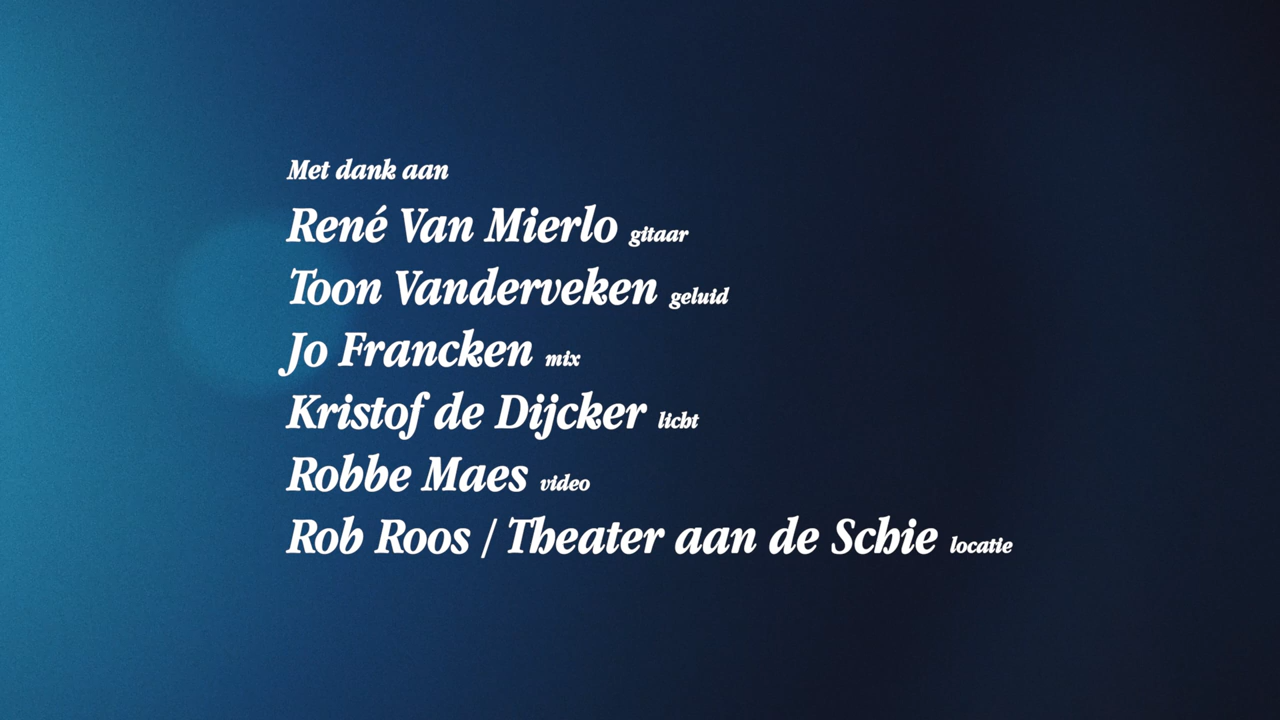 Met dank aan
René Van Mierlo gitaar
Toon Vanderveken geluid
Jo Francken mix
Kristof de Dijcker licht
Robbe Maes video
Rob Roos / Theater aan de Schie locatie